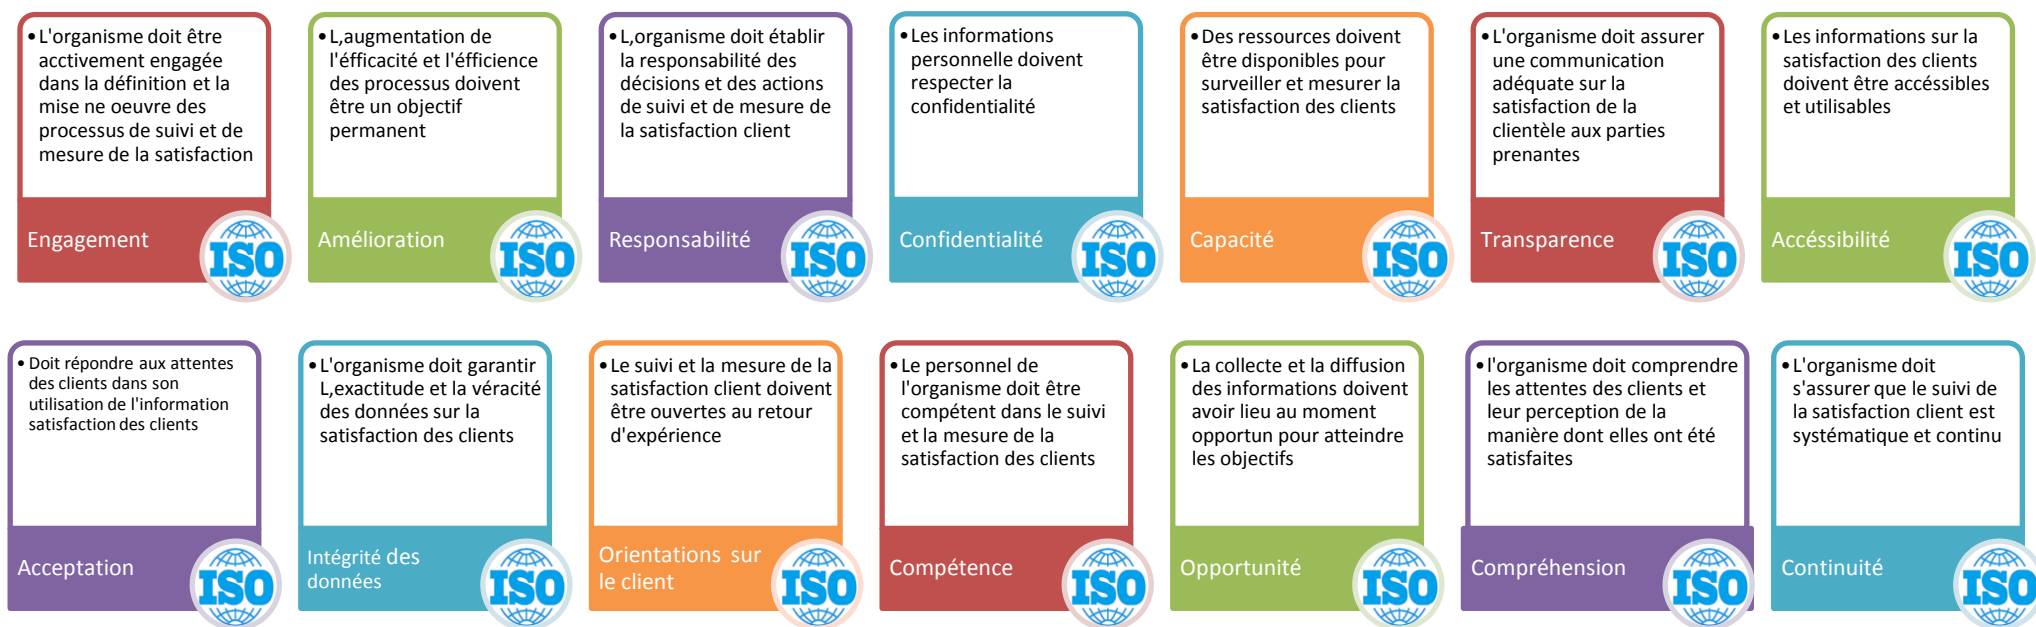 • L'organisme doit être
acctivement engagée
dans la définition et la
mise ne oeuvre des
processus de suivi et de
mesure de la satisfaction
Engagement
ISO
• L,augmentation de
l'éfficacité et l'éfficience
des processus doivent
être un objectif
permanent
Amélioration
ISO
• L,organisme doit établir
la responsabilité des
décisions et des actions
de suivi et de mesure de
la satisfaction client
Responsabilité
ISO
• Les informations
personnelle doivent
respecter la
confidentialité
Confidentialité
ISO
• Des ressources doivent
être disponibles pour
surveiller et mesurer la
satisfaction des clients
Capacité
ISO
• L'organisme doit assurer
une communication
adéquate sur la
satisfaction de la
clientèle aux parties
prenantes
Transparence
ISO
• Les informations sur la
satisfaction des clients
doivent être accéssibles
et utilisables
Accéssibilité
ISO
• Doit répondre aux attentes
des clients dans son
utilisation de l'information
satisfaction des clients
Acceptation
ISO
• L'organisme doit garantir
L,exactitude et la véracité
des données sur la
satisfaction des clients
Intégrité des
données
ISO
• Le suivi et la mesure de la
satisfaction client doivent
être ouvertes au retour
d'expérience
Orientations sur
le client
ISO
• Le personnel de
l'organisme doit être
compétent dans le suivi
et la mesure de la
satisfaction des clients
Compétence
ISO
• La collecte et la diffusion
des informations doivent
avoir lieu au moment
opportun pour atteindre
les objectifs
Opportunité
ISO
• l'organisme doit comprendre
les attentes des clients et
leur perception de la
manière dont elles ont été
satisfaites
Compréhension
ISO
• L'organisme doit
s'assurer que le suivi de
la satisfaction client est
systématique et continu
Continuité
ISO